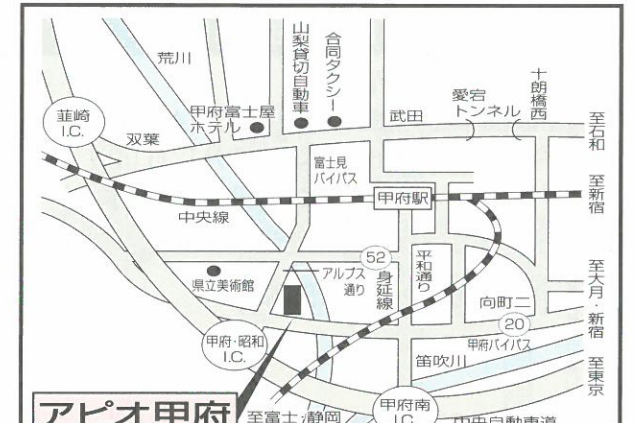 荒川
山梨貸切自動車
合同タクシー
韮崎
I.C.
甲府富士屋
ホテル
双葉
武田
愛宕
トンネル
十朗橋西
至石和
富士見
バイパス
至新宿
甲府駅
中央線
52
アルプス
通り
身延線
平和通り
県立美術館
向町二
至大月・新宿
20
甲府・昭和
I.C.
甲府バイパス
笛吹川
至東京
アピオ甲府
至富士・静岡
甲府南
I.C.
中央自動車道